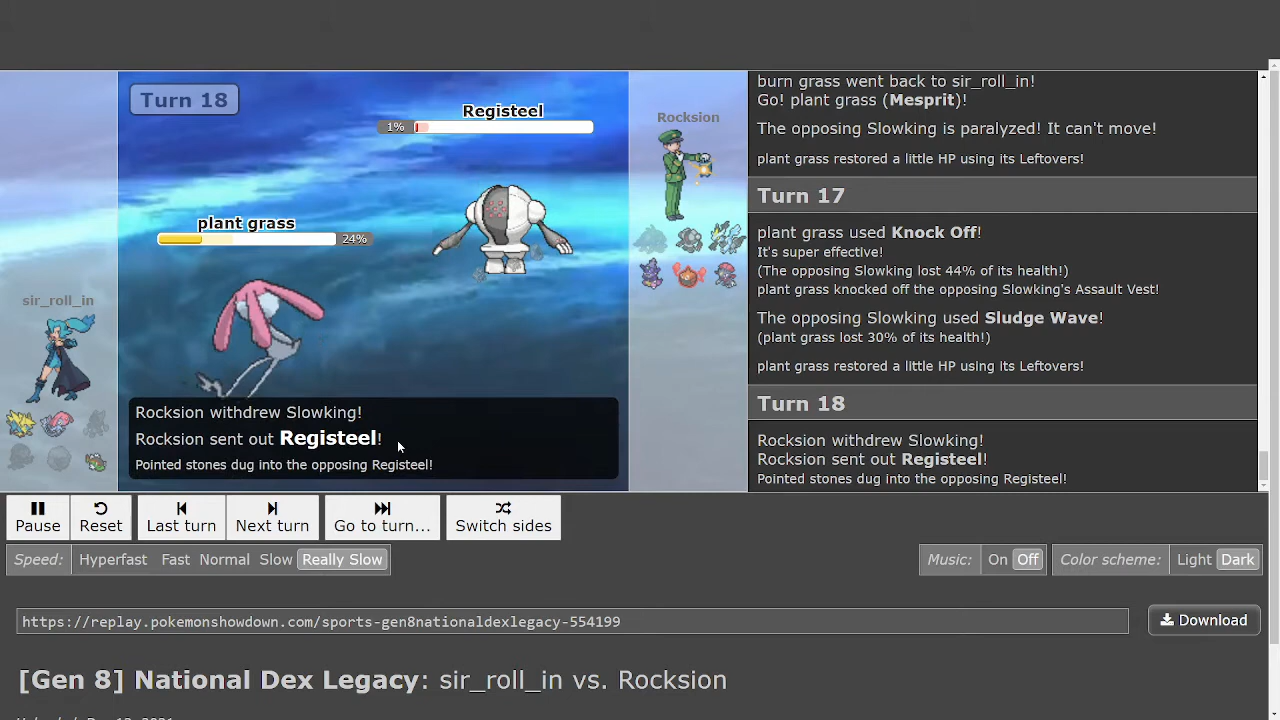 Turn 18
Registeel
1%
plant grass
24%
sir_roll_in
Rocksion
Rocksion withdrew Slowking!
Rocksion sent out Registeel!
Pointed stones dug into the opposing Registeel!
burn grass went back to sir_roll_in!
Go! plant grass (Mesprit)!
The opposing Slowking is paralyzed! It can't move!
plant grass restored a little HP using its Leftovers!
Turn 17
plant grass used Knock Off!
It's super effective!
(The opposing Slowking lost 44% of its health!)
plant grass knocked off the opposing Slowking's Assault Vest!
The opposing Slowking used Sludge Wave!
(plant grass lost 30% of its health!)
plant grass restored a little HP using its Leftovers!
Turn 18
Rocksion withdrew Slowking!
Rocksion sent out Registeel!
Pointed stones dug into the opposing Registeel!
Pause Reset Last turn Next turn Go to turn... Switch sides
Speed: Hyperfast Fast Normal Slow Really Slow Music: On Off Color scheme: Light Dark
https://replay.pokemonshowdown.com/sports-gen8nationaldexlegacy-554199 Download
[Gen 8] National Dex Legacy: sir_roll_in vs. Rocksion